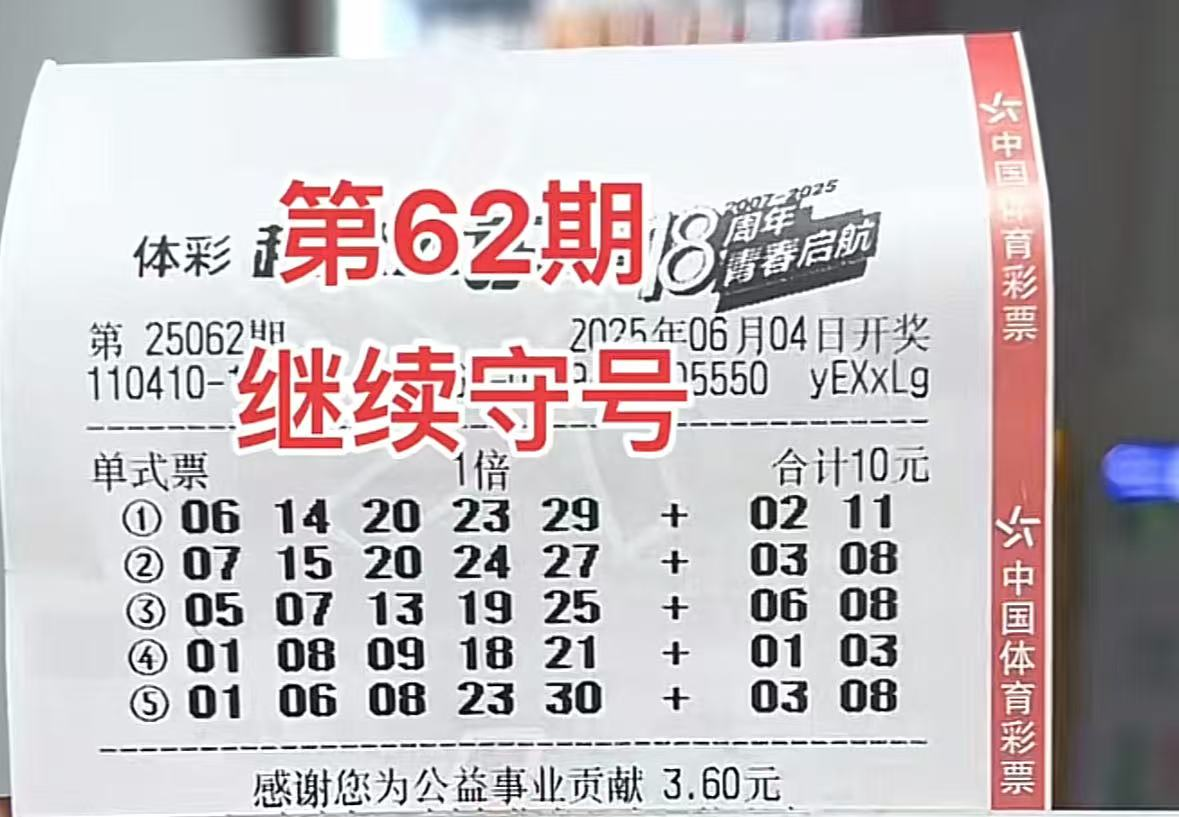 2007-2025
体彩
第62期
18周年
青春启航
第 25062期
2025年06月04日开奖
继续守号
110410-
05550 yEXxLg
单式票 1倍 合计10元
① 06 14 20 23 29 + 02 11
② 07 15 20 24 27 + 03 08
③ 05 07 13 19 25 + 06 08
④ 01 08 09 18 21 + 01 03
⑤ 01 06 08 23 30 + 03 08
感谢您为公益事业贡献 3.60元
中国体育彩票
中国体育彩票